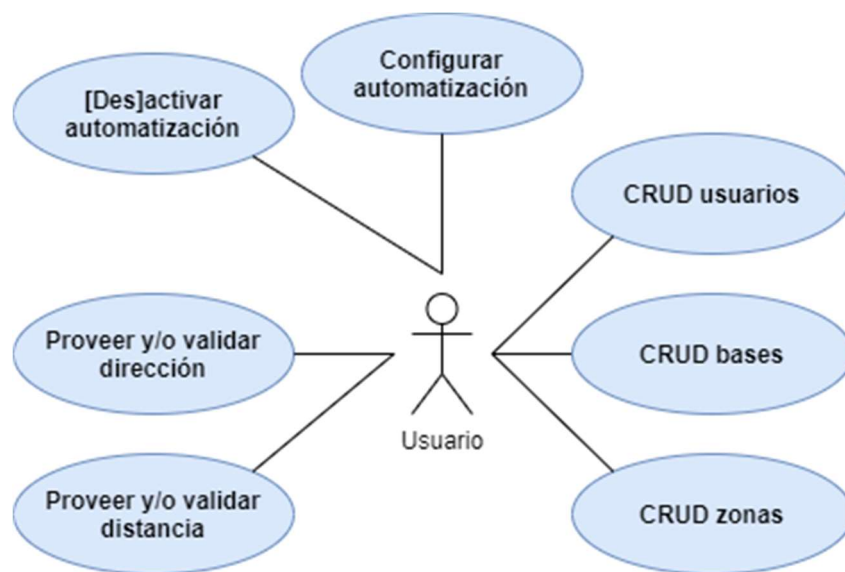 Configurar
automatización
[Des]activar
automatización
CRUD usuarios
Proveer y/o validar
dirección
CRUD bases
Usuario
Proveer y/o validar
distancia
CRUD zonas